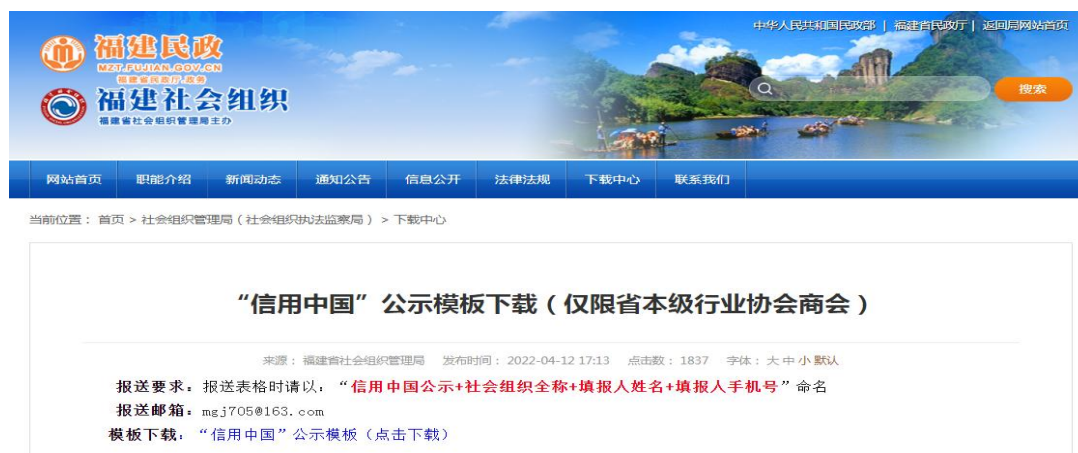 中华人民共和国民政部 | 福建省民政厅 | 返回局网站首页
福建民政
MZT.FUJIAN.GOV.CN
福建省民政厅.政务
福建社会组织
福建省社会组织管理局主办
搜索
网站首页 职能介绍 新闻动态 通知公告 信息公开 法律法规 下载中心 联系我们
当前位置： 首页 > 社会组织管理局（社会组织执法监察局） > 下载中心
“信用中国”公示模板下载（仅限省本级行业协会商会）
来源： 福建省社会组织管理局 发布时间： 2022-04-12 17:13 点击数： 1837 字体： 大 中 小 默认
报送要求：报送表格时请以：“信用中国公示+社会组织全称+填报人姓名+填报人手机号”命名
报送邮箱：mgj705@163.com
模板下载：“信用中国”公示模板（点击下载）